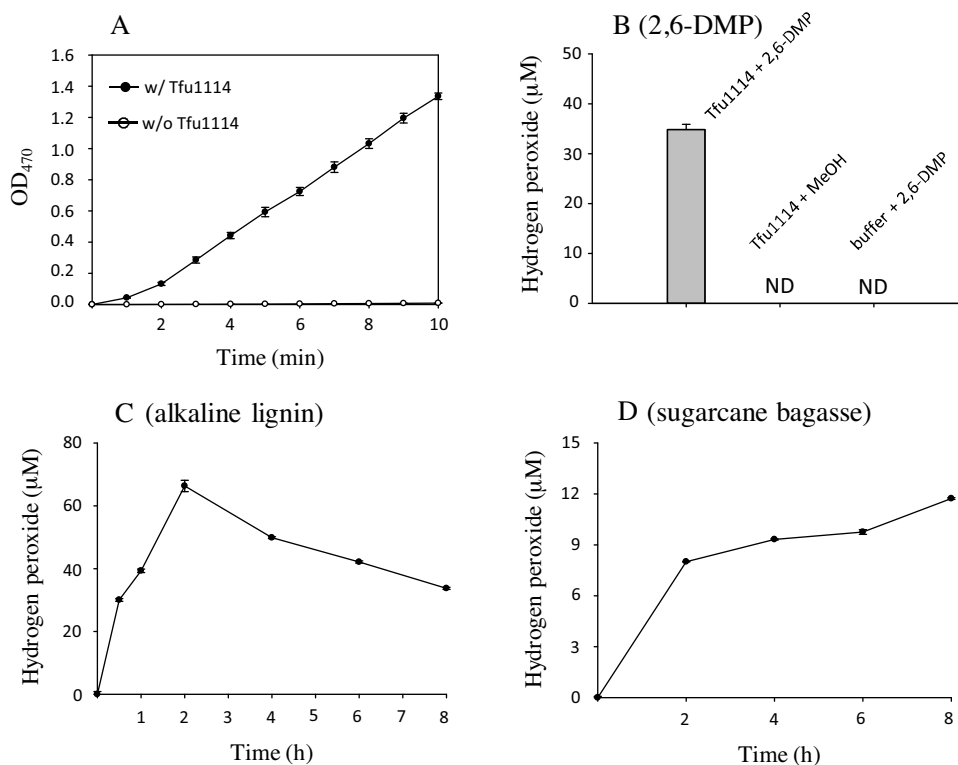 A
OD470
1.6
1.4
1.2
1.0
0.8
0.6
0.4
0.2
0.0
w/ Tfu1114
w/o Tfu1114
2
4
6
8
10
Time (min)
B (2,6-DMP)
Hydrogen peroxide (μM)
50
40
30
20
10
0
Tfu1114 + 2,6-DMP
Tfu1114 + MeOH
buffer + 2,6-DMP
ND
ND
C (alkaline lignin)
Hydrogen peroxide (μM)
80
60
40
20
0
1
2
3
4
5
6
7
8
Time (h)
D (sugarcane bagasse)
Hydrogen peroxide (μM)
15
12
9
6
3
0
2
4
6
8
Time (h)